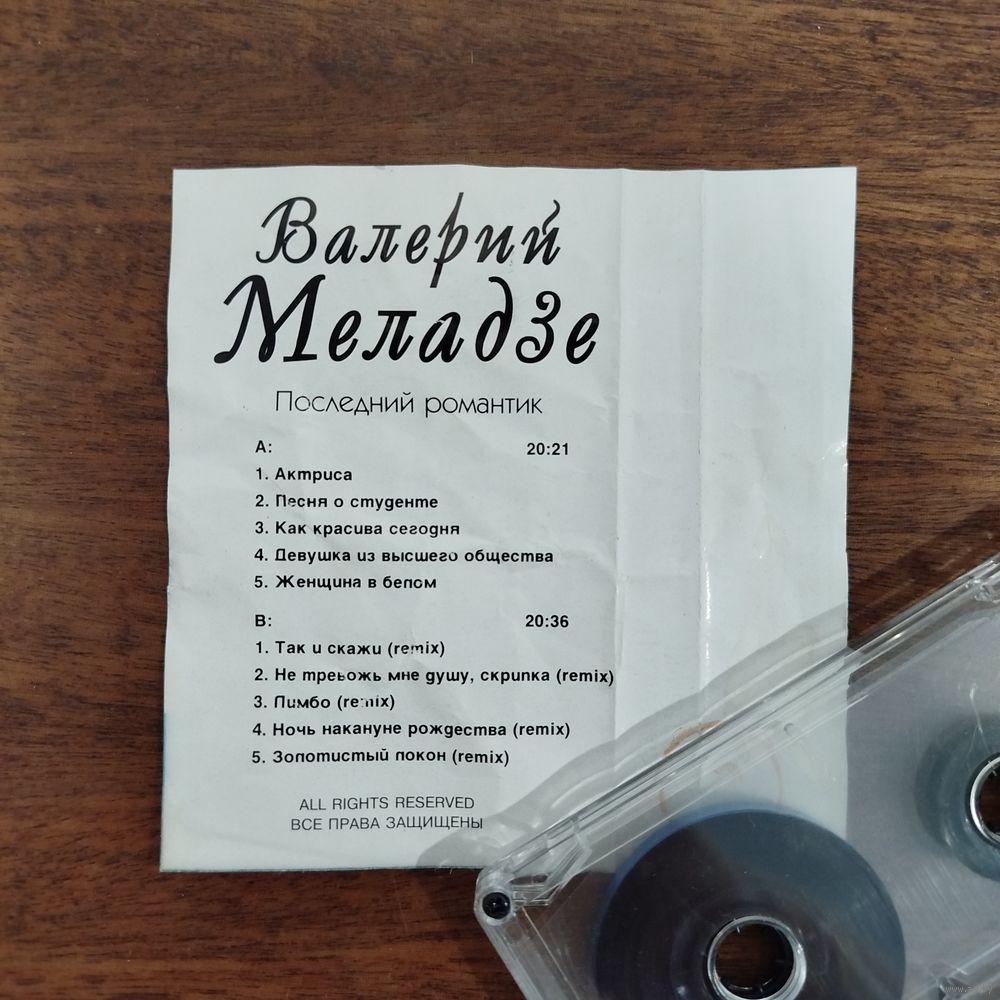 Валерий
Меладзе
Последний романтик
A: 20:21
1. Актриса
2. Песня о студенте
3. Как красива сегодня
4. Девушка из высшего общества
5. Женщина в белом
B: 20:36
1. Так и скажи (remix)
2. Не тревожь мне душу, скрипка (remix)
3. Лимбо (remix)
4. Ночь накануне рождества (remix)
5. Золотистый локон (remix)
ALL RIGHTS RESERVED
ВСЕ ПРАВА ЗАЩИЩЕНЫ